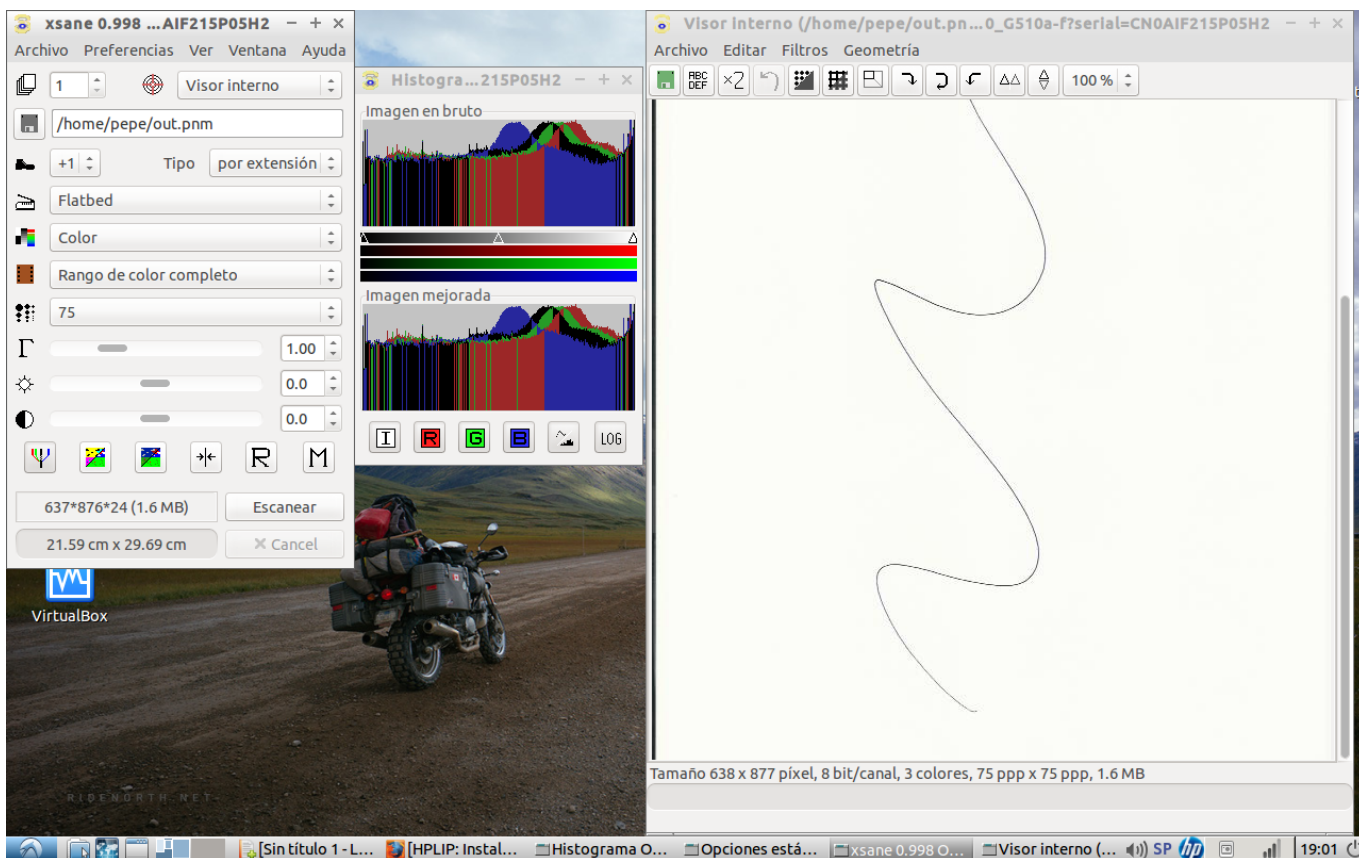 xsane 0.998 ...AIF215P05H2
Archivo Preferencias Ver Ventana Ayuda
1
Visor interno
/home/pepe/out.pnm
+1
Tipo
por extensión
Flatbed
Color
Rango de color completo
75
1.00
0.0
0.0
R
M
637*876*24 (1.6 MB)
Escanear
21.59 cm x 29.69 cm
Cancel
VirtualBox
RIDENORTH.NET
Histogra...215P05H2
Imagen en bruto
Imagen mejorada
I
R
G
B
LOG
Visor interno (/home/pepe/out.pn...0_G510a-f?serial=CN0AIF215P05H2
Archivo Editar Filtros Geometría
ABC
DEF
×2
100 %
Tamaño 638 x 877 píxel, 8 bit/canal, 3 colores, 75 ppp x 75 ppp, 1.6 MB
[Sin título 1 - L...
[HPLIP: Instal...
Histograma O...
Opciones está...
xsane 0.998 O...
Visor interno (...
SP
hp
19:01